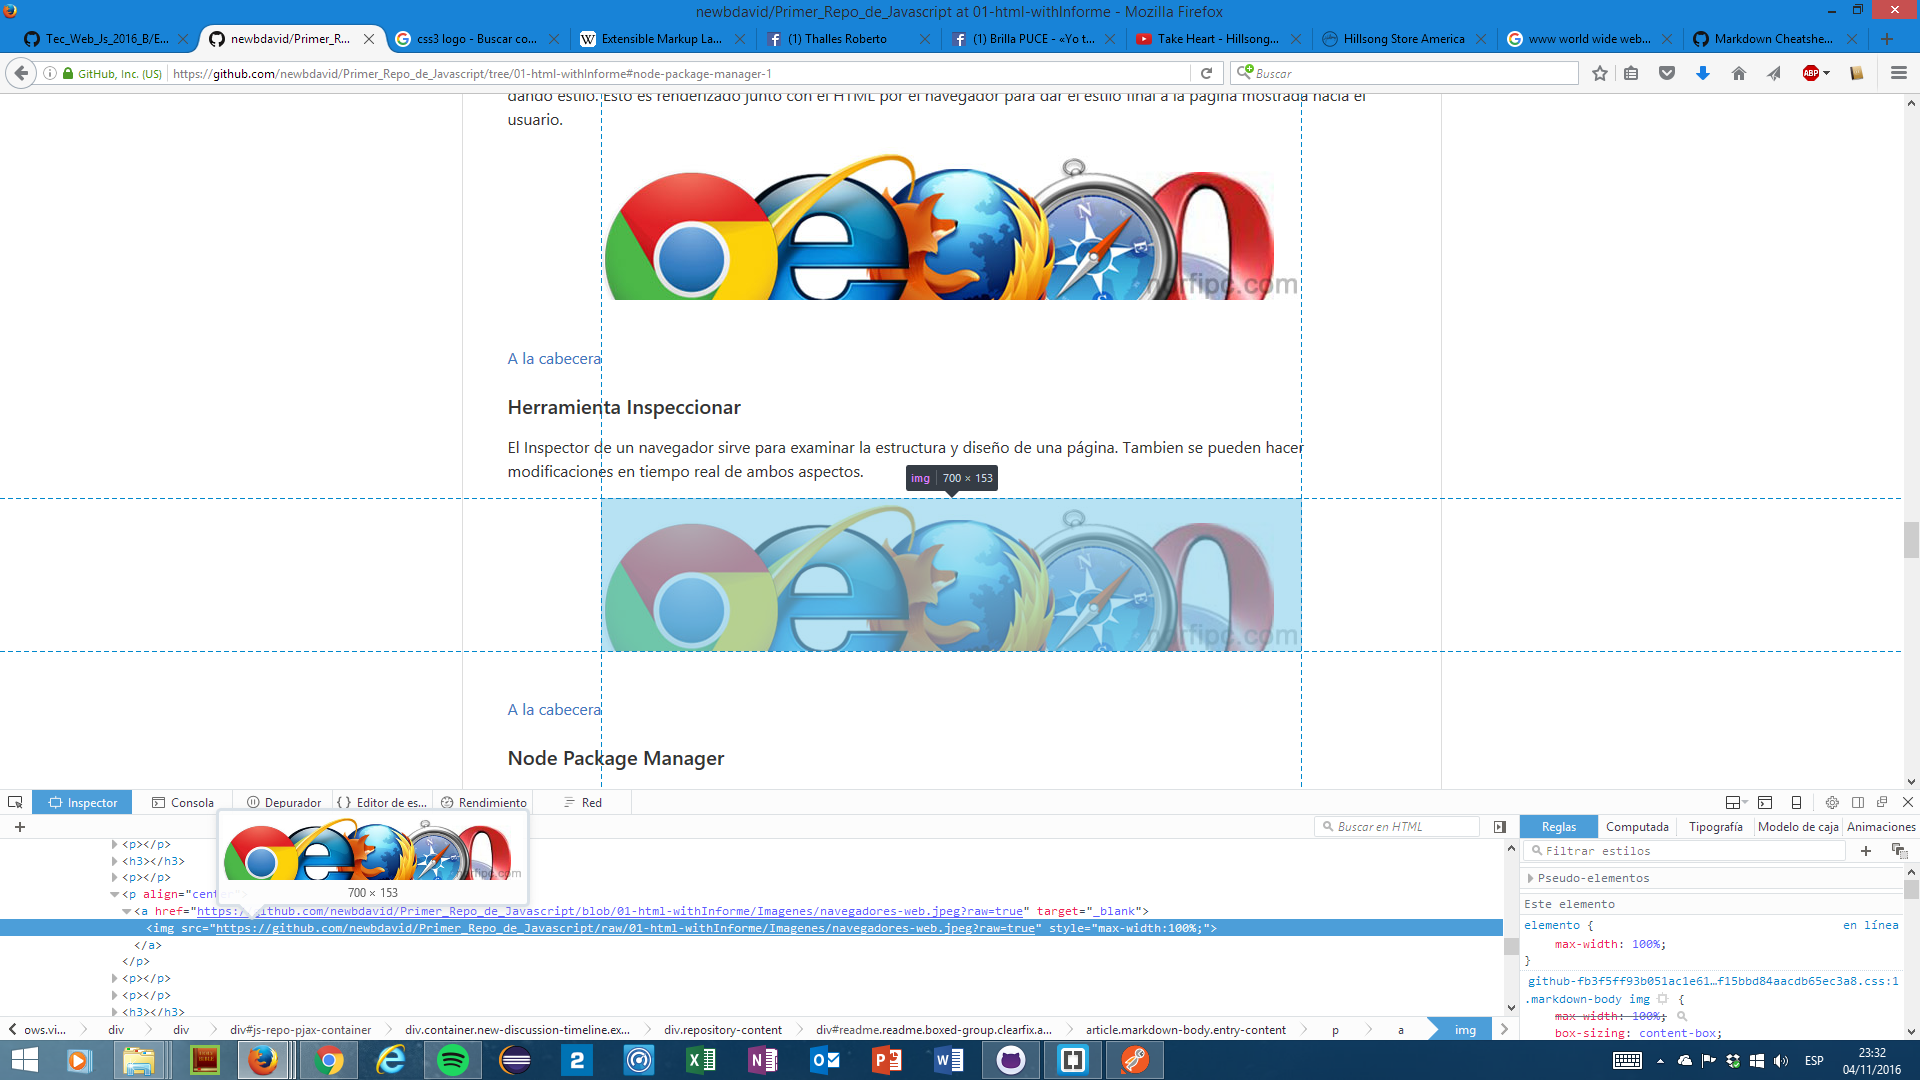 newbdavid/Primer_Repo_de_Javascript at 01-html-withInforme - Mozilla Firefox
Tec_Web_Js_2016_B/E...
newbdavid/Primer_R...
css3 logo - Buscar co...
Extensible Markup La...
(1) Thalles Roberto
(1) Brilla PUCE - «Yo t...
Take Heart - Hillsong...
Hillsong Store America
www world wide web...
Markdown Cheatshe...
GitHub, Inc. (US)
https://github.com/newbdavid/Primer_Repo_de_Javascript/tree/01-html-withInforme#node-package-manager-1
Buscar
ABP
dando estilo. Esto es renderizado junto con el HTML por el navegador para dar el estilo final a la página mostrada hacia el
usuario.
norfipc.com
A la cabecera
Herramienta Inspeccionar
El Inspector de un navegador sirve para examinar la estructura y diseño de una página. Tambien se pueden hacer
modificaciones en tiempo real de ambos aspectos.
img 700 × 153
norfipc.com
A la cabecera
Node Package Manager
Inspector
Consola
Depurador
{ } Editor de es...
Rendimiento
Red
Buscar en HTML
Reglas
Computada
Tipografía
Modelo de caja
Animaciones
Filtrar estilos
norfipc.com
700 × 153
<p></p>
<h3></h3>
<p></p>
<p align="center">
<a href="https://github.com/newbdavid/Primer_Repo_de_Javascript/blob/01-html-withInforme/Imagenes/navegadores-web.jpeg?raw=true" target="_blank">
<img src="https://github.com/newbdavid/Primer_Repo_de_Javascript/raw/01-html-withInforme/Imagenes/navegadores-web.jpeg?raw=true" style="max-width:100%;">
</a>
</p>
<p></p>
<p></p>
<h3></h3>
Pseudo-elementos
Este elemento
elemento { en línea
max-width: 100%;
}
github-fb3f5ff93b051ac1e61…f15bbd84aacdb65ec3a8.css:1
.markdown-body img {
max-width: 100%;
box-sizing: content-box;
ows.vi...
div
div
div#js-repo-pjax-container
div.container.new-discussion-timeline.ex...
div.repository-content
div#readme.readme.boxed-group.clearfix.a...
article.markdown-body.entry-content
p
a
img
ESP
23:32
04/11/2016